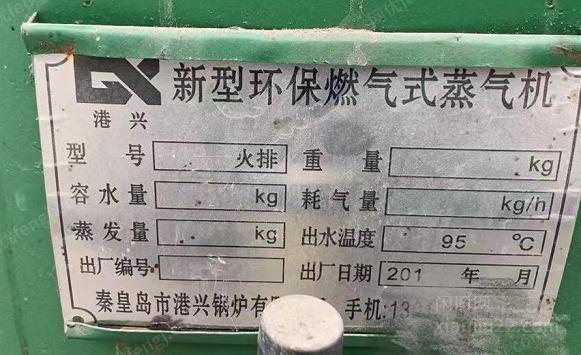 GX 新型环保燃气式蒸气机
港兴
型号 火排 重量 kg
容水量 kg 耗气量 kg/h
蒸发量 kg 出水温度 95 ℃
出厂编号 出厂日期 201 年 月
秦皇岛市港兴锅炉有 手机:13